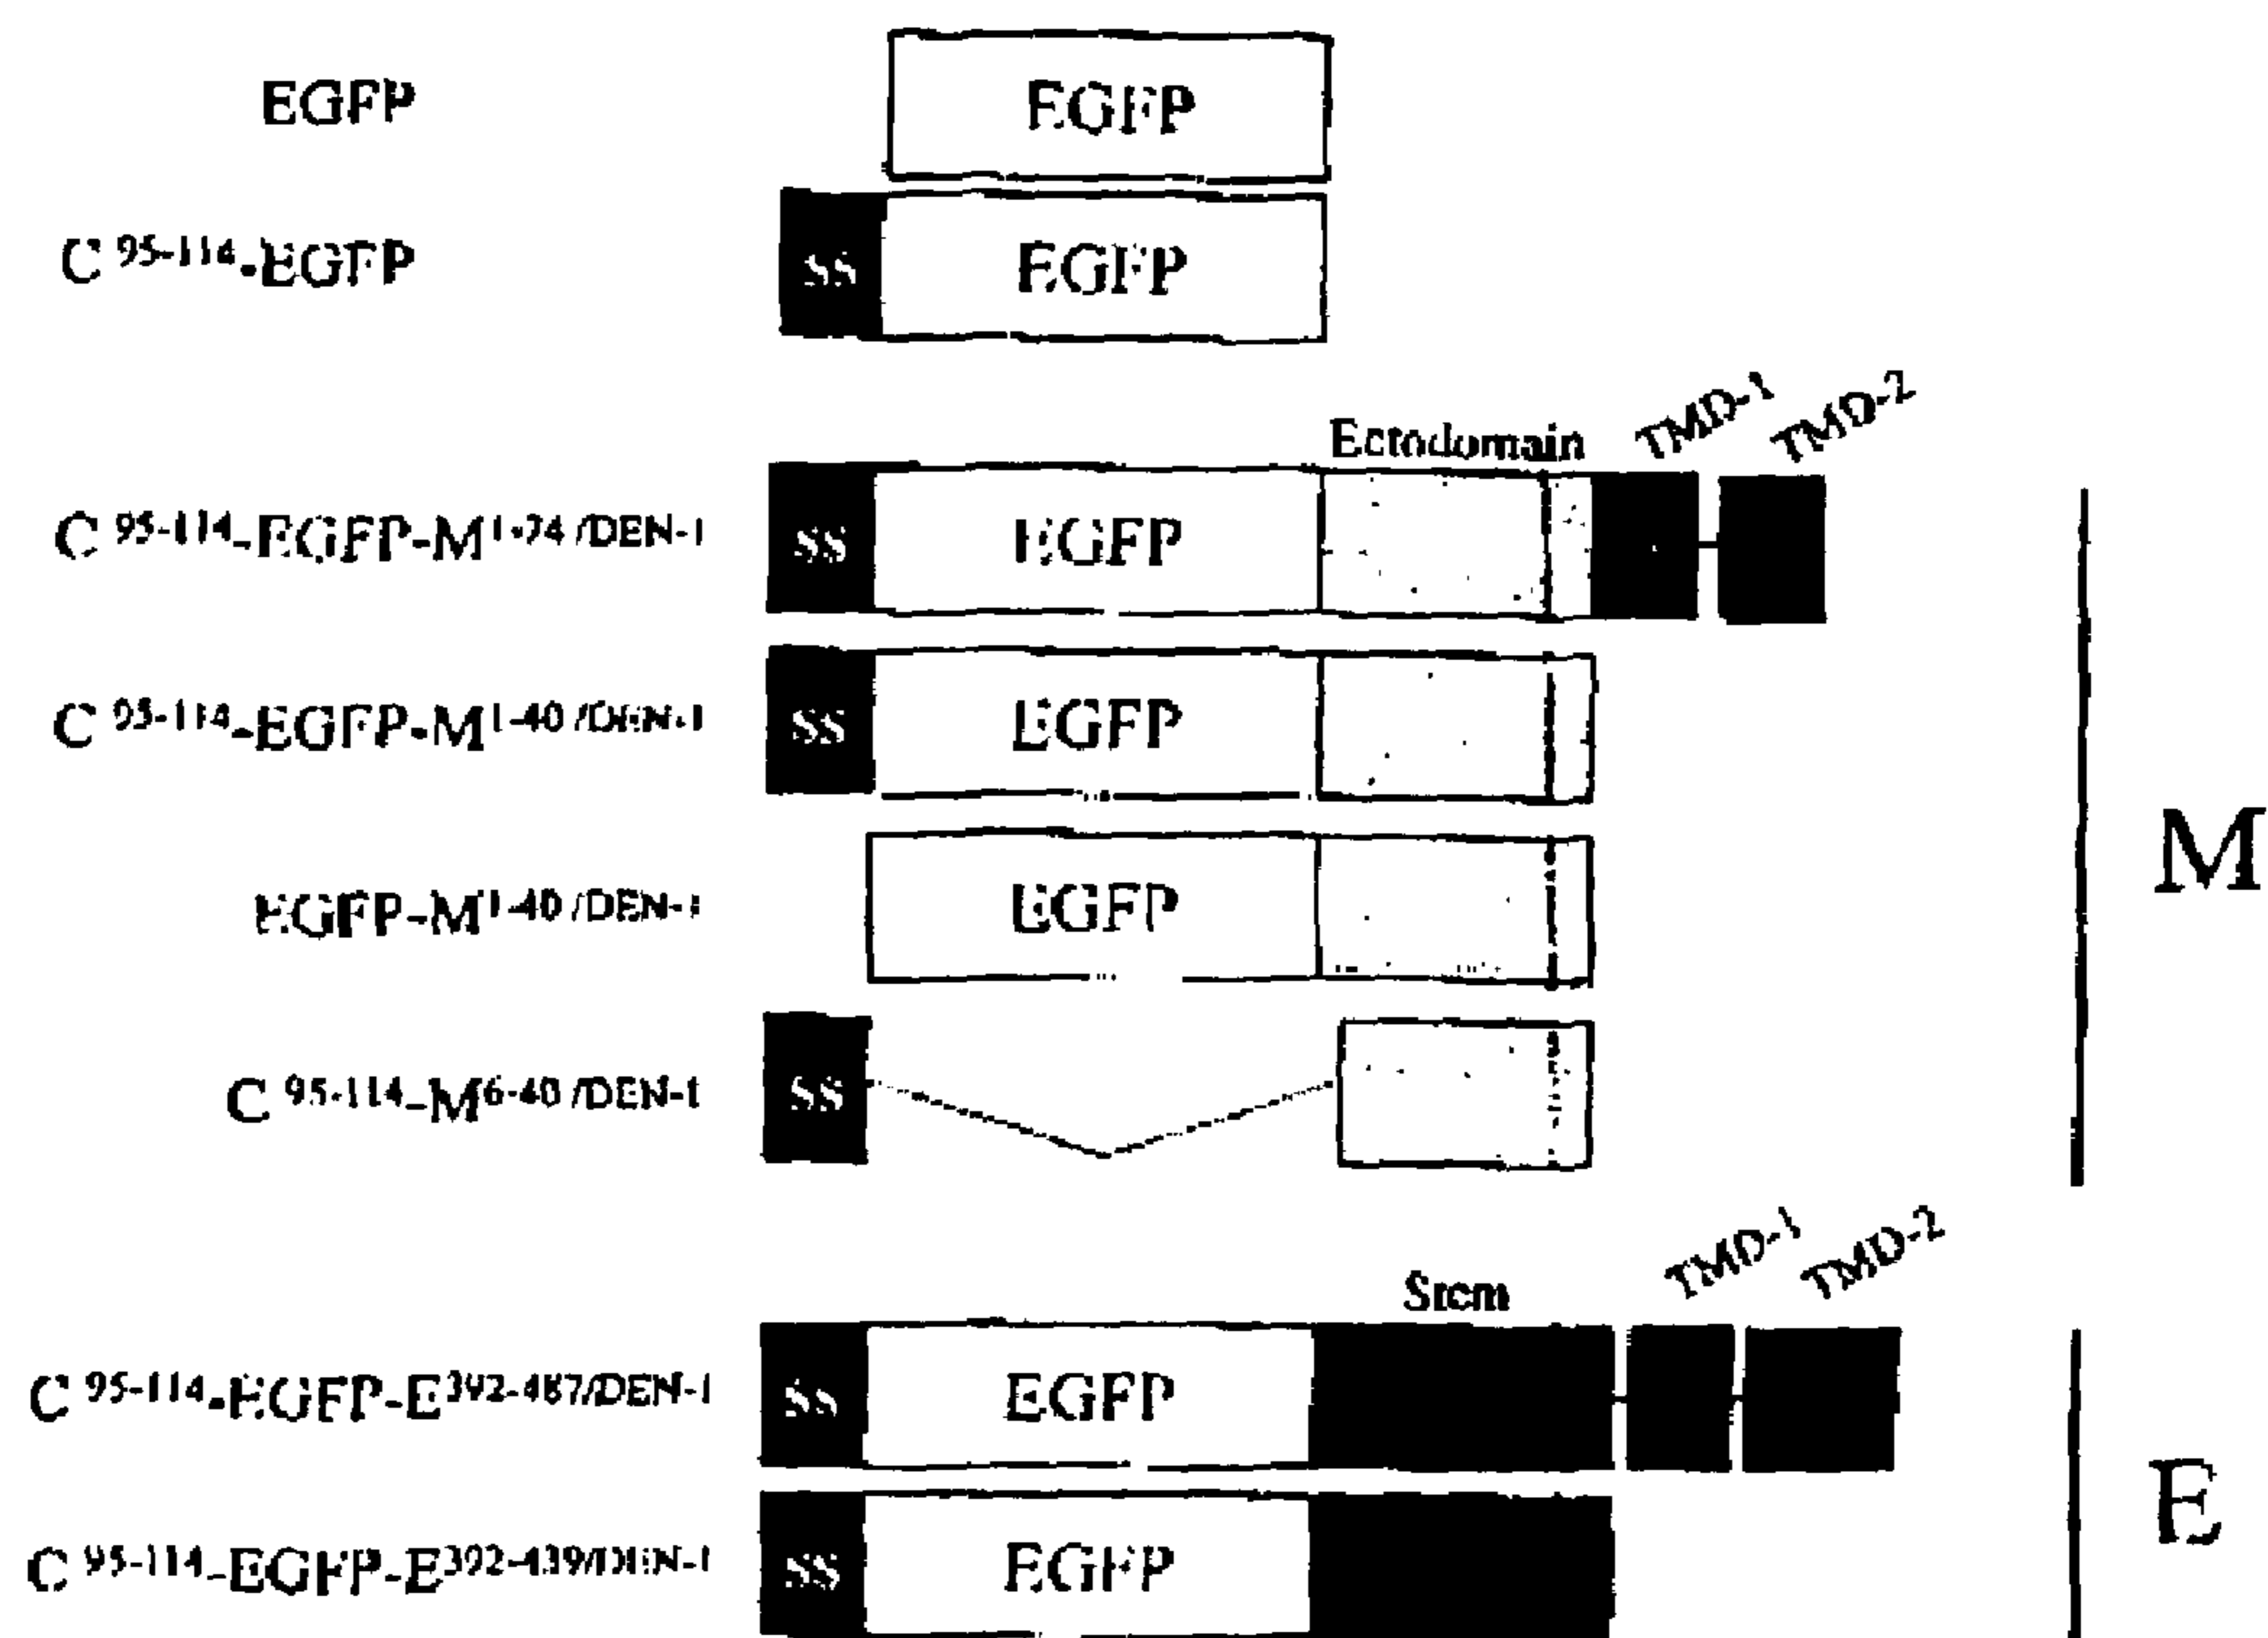 EGFP EGFP
C 95-114-EGFP SS EGFP
Ectodomain TMD-1 TMD-2
C 95-114-EGFP-M1-74/DEN-1 SS EGFP
C 95-114-EGFP-M1-40/DEN-1 SS EGFP
M
EGFP-M1-40/DEN-1 EGFP
C 95-114-M6-40/DEN-1 SS
Stem TMD-1 TMD-2
C 95-114-EGFP-E392-487/DEN-1 SS EGFP
E
C 95-114-EGFP-E392-439/DEN-1 SS EGFP